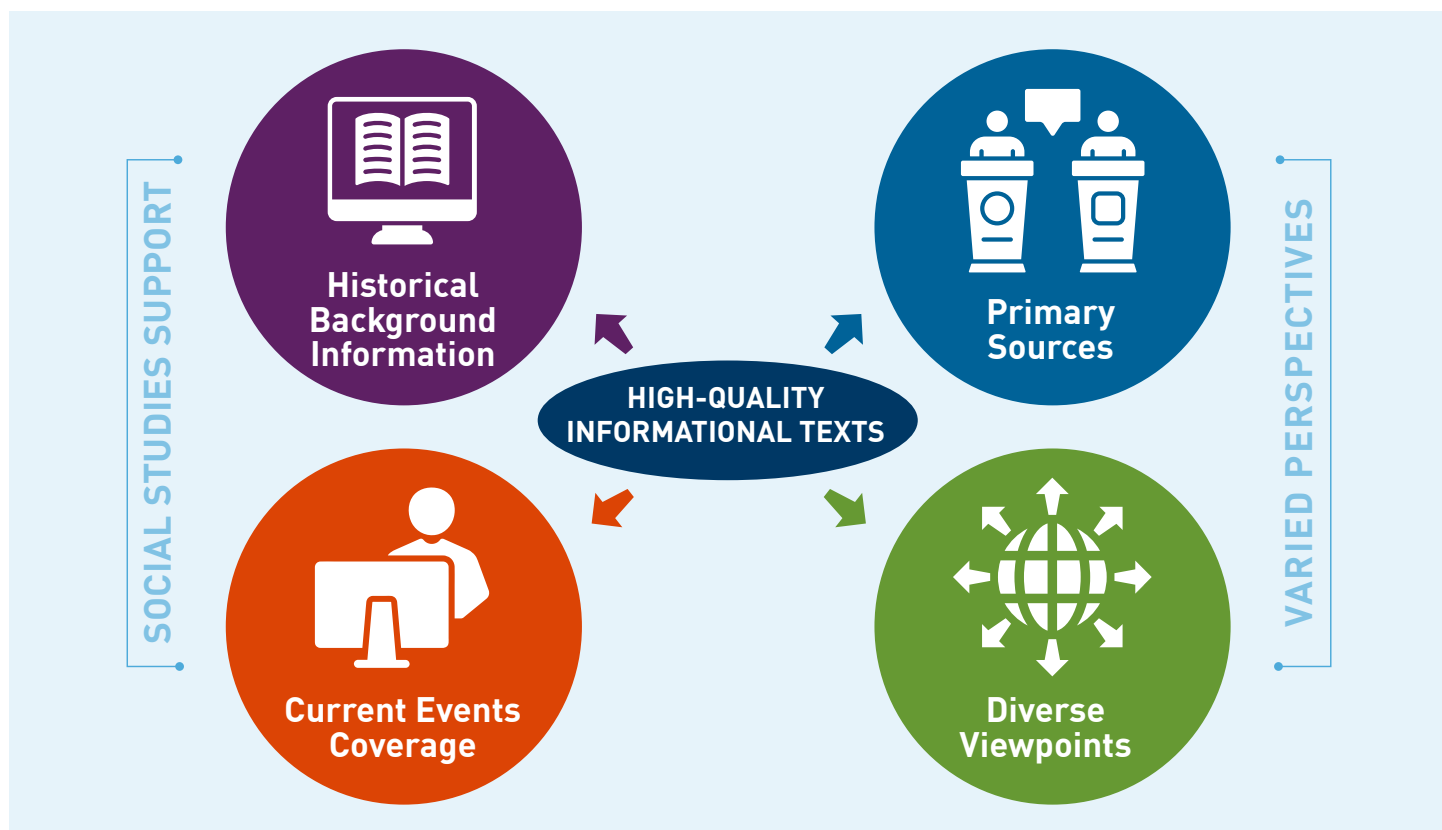 SOCIAL STUDIES SUPPORT
Historical
Background
Information
Primary
Sources
HIGH-QUALITY
INFORMATIONAL TEXTS
Current Events
Coverage
Diverse
Viewpoints
VARIED PERSPECTIVES